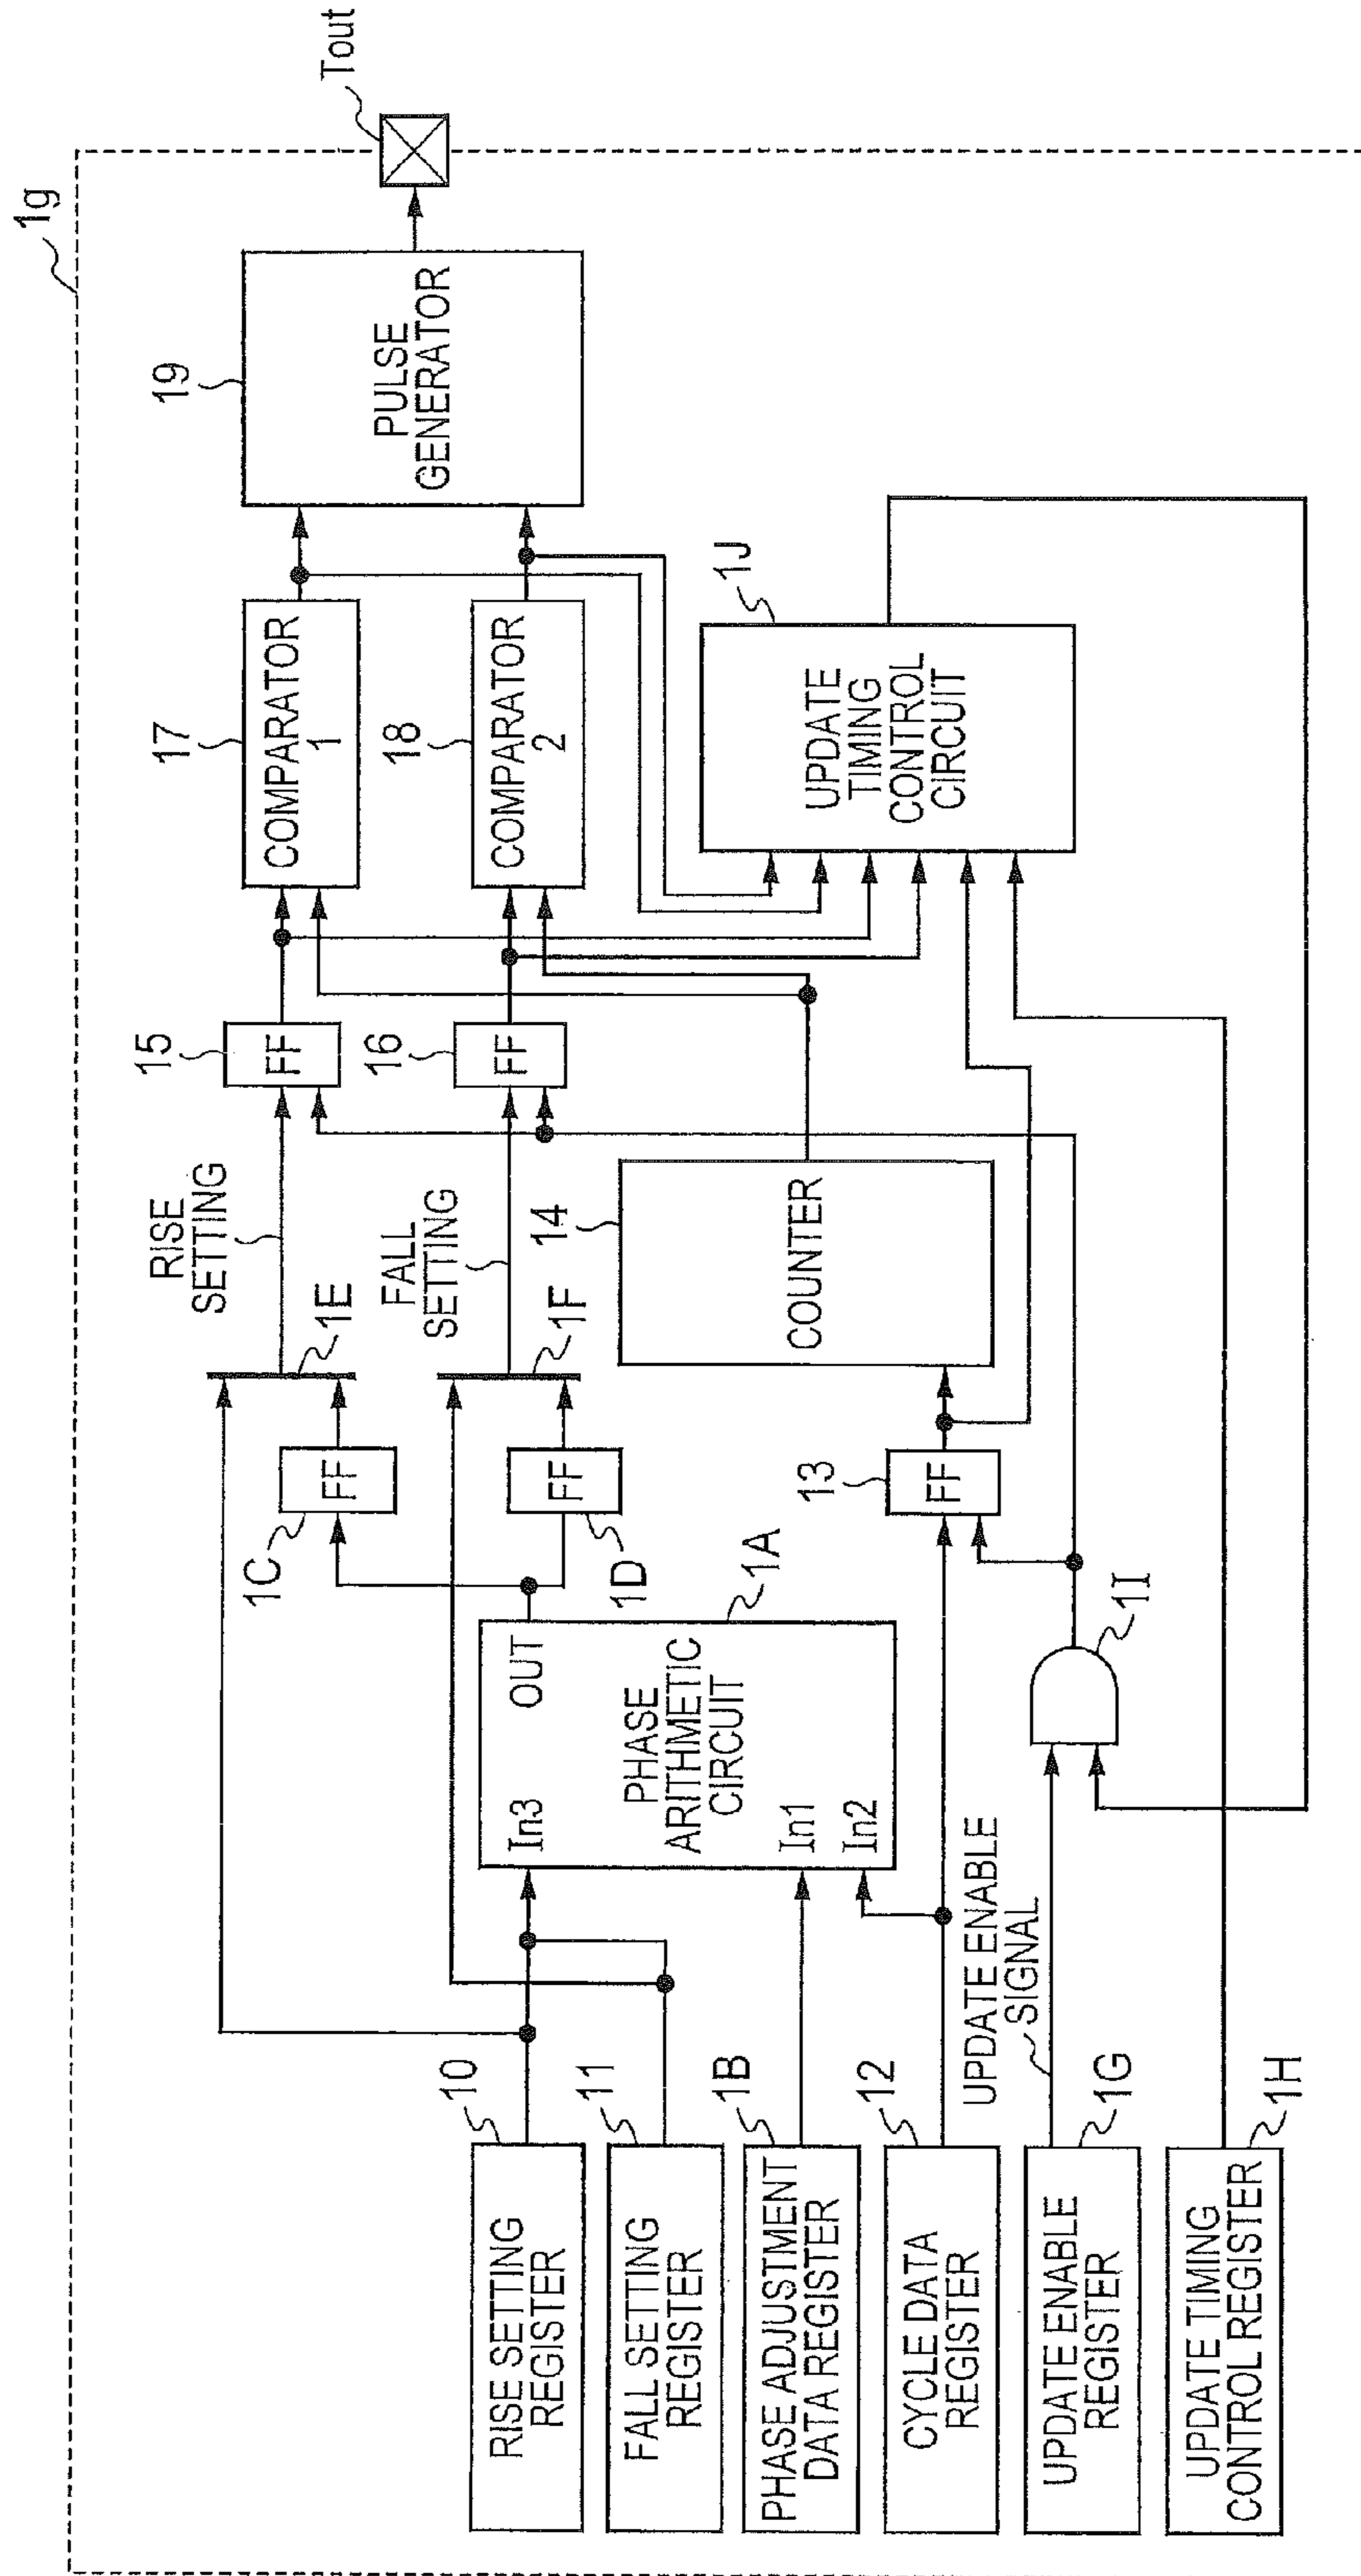 1g
Tout
19
PULSE
GENERATOR
17
COMPARATOR
1
18
COMPARATOR
2
1J
UPDATE
TIMING
CONTROL
CIRCUIT
15
FF
16
FF
RISE
SETTING
FALL
SETTING
14
COUNTER
1E
1F
1C
FF
1D
FF
13
FF
1A
In3
OUT
PHASE
ARITHMETIC
CIRCUIT
In1
In2
1I
UPDATE ENABLE
SIGNAL
10
RISE SETTING
REGISTER
11
FALL SETTING
REGISTER
1B
PHASE ADJUSTMENT
DATA REGISTER
12
CYCLE DATA
REGISTER
1G
UPDATE ENABLE
REGISTER
1H
UPDATE TIMING
CONTROL REGISTER